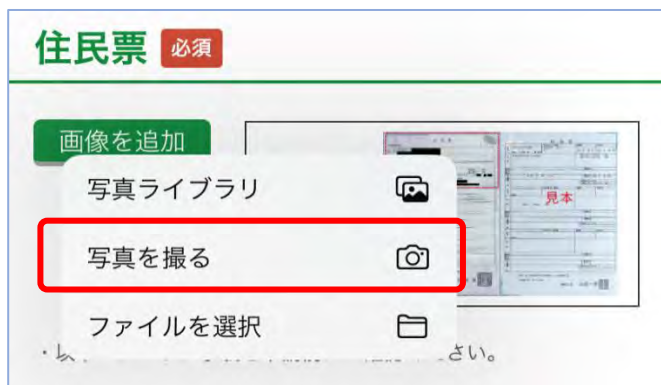 住民票 必須
画像を追加
写真ライブラリ
見本
写真を撮る
ファイルを選択
さい。